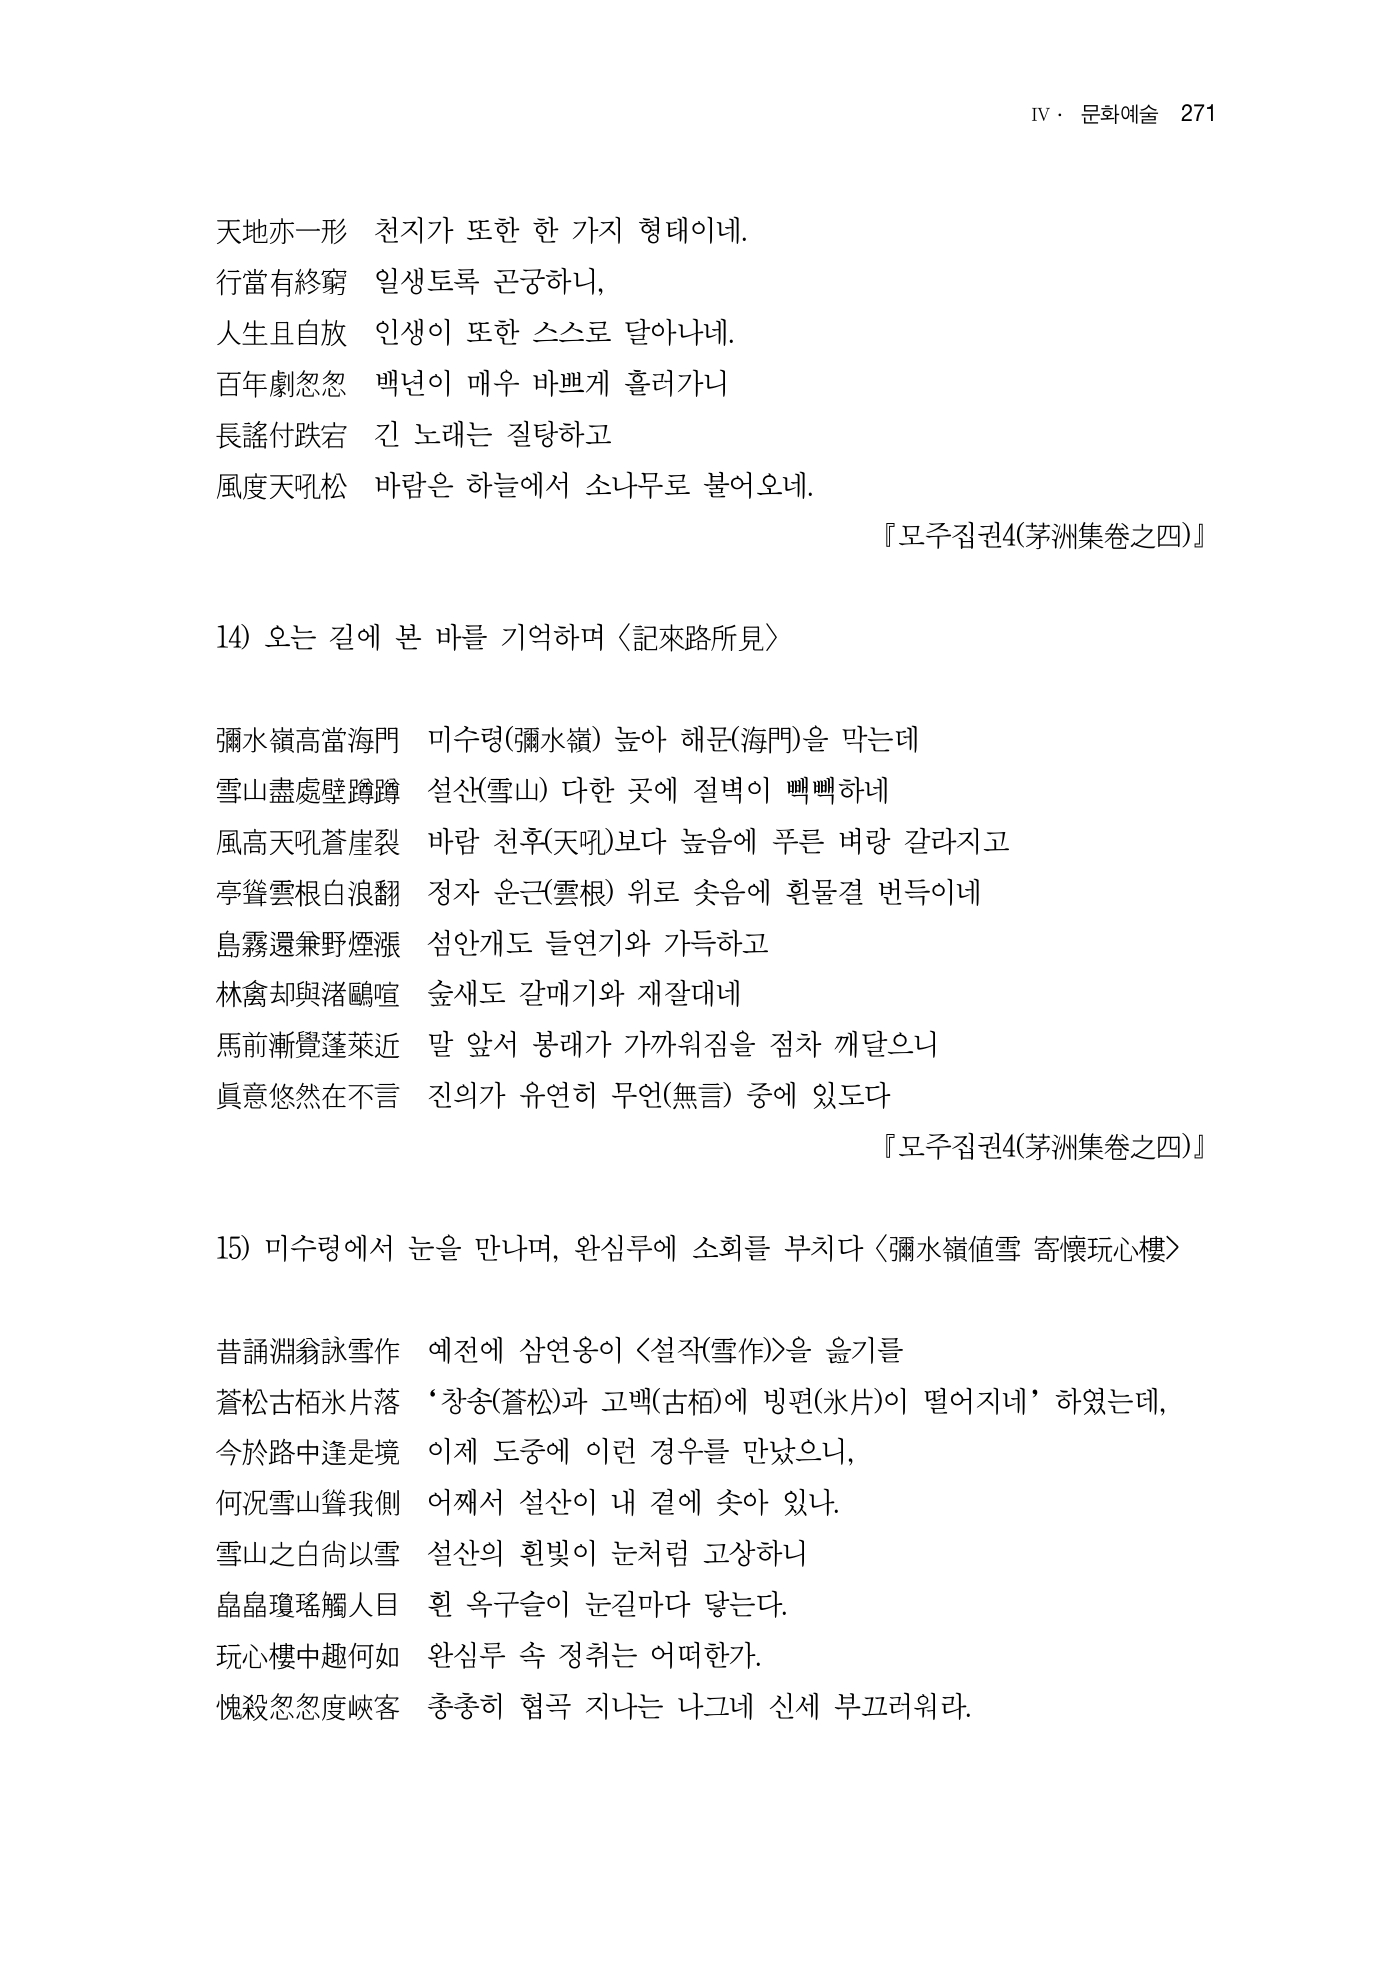 IV · 문화예술 271
天地亦一形 천지가 또한 한 가지 형태이네.
行當有終窮 일생토록 곤궁하니,
人生且自放 인생이 또한 스스로 달아나네.
百年劇怱怱 백년이 매우 바쁘게 흘러가니
長謠付跌宕 긴 노래는 질탕하고
風度天吼松 바람은 하늘에서 소나무로 불어오네.
『모주집권4(茅洲集卷之四)』
14) 오는 길에 본 바를 기억하며〈記來路所見〉
彌水嶺高當海門 미수령(彌水嶺) 높아 해문(海門)을 막는데
雪山盡處壁蹲蹲 설산(雪山) 다한 곳에 절벽이 빽빽하네
風高天吼蒼崖裂 바람 천후(天吼)보다 높음에 푸른 벼랑 갈라지고
亭聳雲根白浪翻 정자 운근(雲根) 위로 솟음에 흰물결 번득이네
島霧還兼野煙漲 섬안개도 들연기와 가득하고
林禽却與渚鷗喧 숲새도 갈매기와 재잘대네
馬前漸覺蓬萊近 말 앞서 봉래가 가까워짐을 점차 깨달으니
眞意悠然在不言 진의가 유연히 무언(無言) 중에 있도다
『모주집권4(茅洲集卷之四)』
15) 미수령에서 눈을 만나며, 완심루에 소회를 부치다〈彌水嶺値雪 寄懷玩心樓>
昔誦淵翁詠雪作 예전에 삼연옹이 <설작(雪作)>을 읊기를
蒼松古栢氷片落 ‘창송(蒼松)과 고백(古栢)에 빙편(氷片)이 떨어지네’ 하였는데,
今於路中逢是境 이제 도중에 이런 경우를 만났으니,
何況雪山聳我側 어째서 설산이 내 곁에 솟아 있나.
雪山之白尙以雪 설산의 흰빛이 눈처럼 고상하니
皛皛瓊瑤觸人目 흰 옥구슬이 눈길마다 닿는다.
玩心樓中趣何如 완심루 속 정취는 어떠한가.
愧殺怱怱度峽客 총총히 협곡 지나는 나그네 신세 부끄러워라.